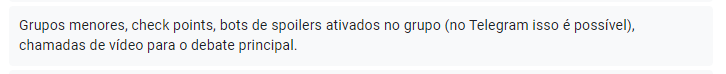 Grupos menores, check points, bots de spoilers ativados no grupo (no Telegram isso é possível),
chamadas de vídeo para o debate principal.